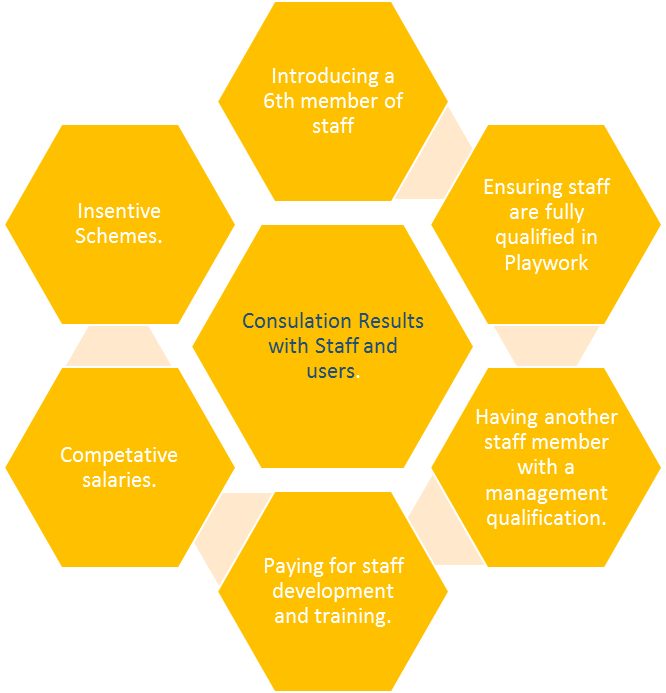 Introducing a
6th member of
staff
Ensuring staff
are fully
qualified in
Playwork
Having another
staff member
with a
management
qualification.
Paying for staff
development
and training.
Competative
salaries.
Insentive
Schemes.
Consulation Results
with Staff and
users.